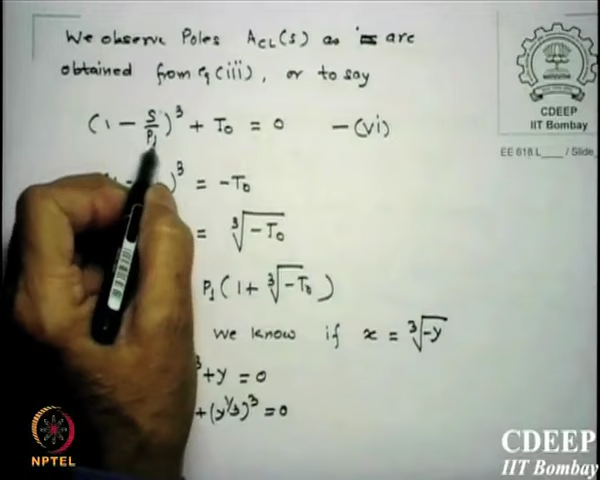 We observe Poles A_CL(s) as are
obtained from eq (iii), or to say
(1 - S/P1)^3 + T0 = 0 - (vi)
)^3 = -T0
= ∛-T0
P1 (1 + ∛-T0)
We know if x = ∛-y
3 + y = 0
+ (y^1/3)^3 = 0
CDEEP
IIT Bombay
EE 618 L____ / Slide_
NPTEL
CDEEP
IIT Bombay